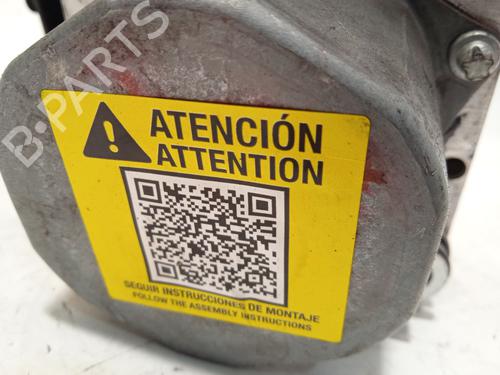 B-PARTS
ATENCIÓN
ATTENTION
SEGUIR INSTRUCCIONES DE MONTAJE
FOLLOW THE ASSEMBLY INSTRUCTIONS